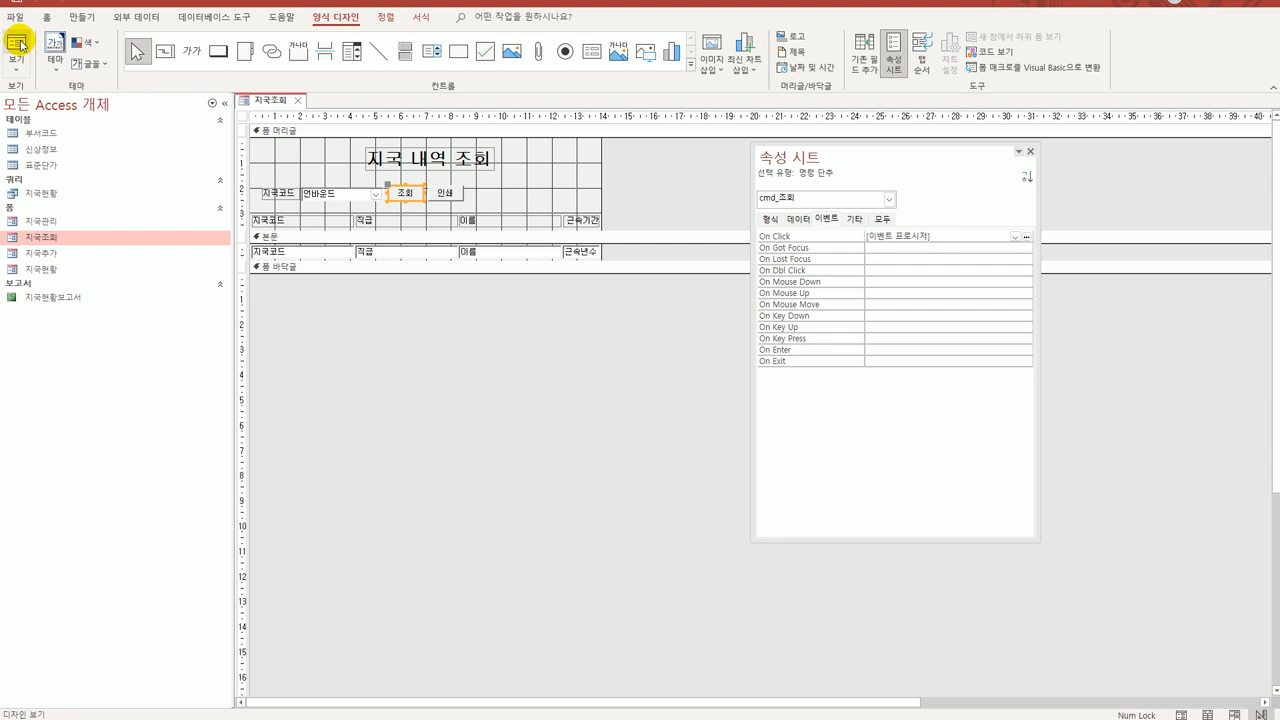 파일 홈 만들기 외부 데이터 데이터베이스 도구 도움말 양식 디자인 정렬 서식 어떤 작업을 원하시나요?
보기
테마
색
글꼴
가나다
가나다
이미지 삽입
최신 차트 삽입
로고
제목
날짜 및 시간
기존 필드 추가
속성 시트
탭 순서
차트 설정
새 창에서 하위 폼 보기
코드 보기
폼 매크로를 Visual Basic으로 변환
보기 테마 컨트롤 머리글/바닥글 도구
모든 Access 개체
테이블
부서코드
신상정보
표준단가
쿼리
지국현황
폼
지국관리
지국조회
지국추가
지국현황
보고서
지국현황보고서
지국조회
폼 머리글
지국 내역 조회
지국코드 언바운드 조회 인쇄
지국코드 직급 이름 근속기간
본문
지국코드 직급 이름 근속년수
폼 바닥글
속성 시트
선택 유형: 명령 단추
cmd_조회
형식 데이터 이벤트 기타 모두
On Click [이벤트 프로시저]
On Got Focus
On Lost Focus
On Dbl Click
On Mouse Down
On Mouse Up
On Mouse Move
On Key Down
On Key Up
On Key Press
On Enter
On Exit
디자인 보기
Num Lock